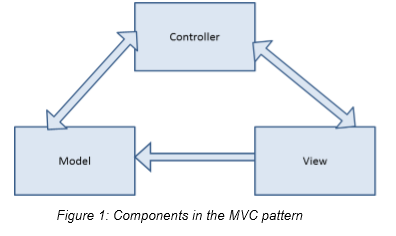 Controller
Model
View
Figure 1: Components in the MVC pattern